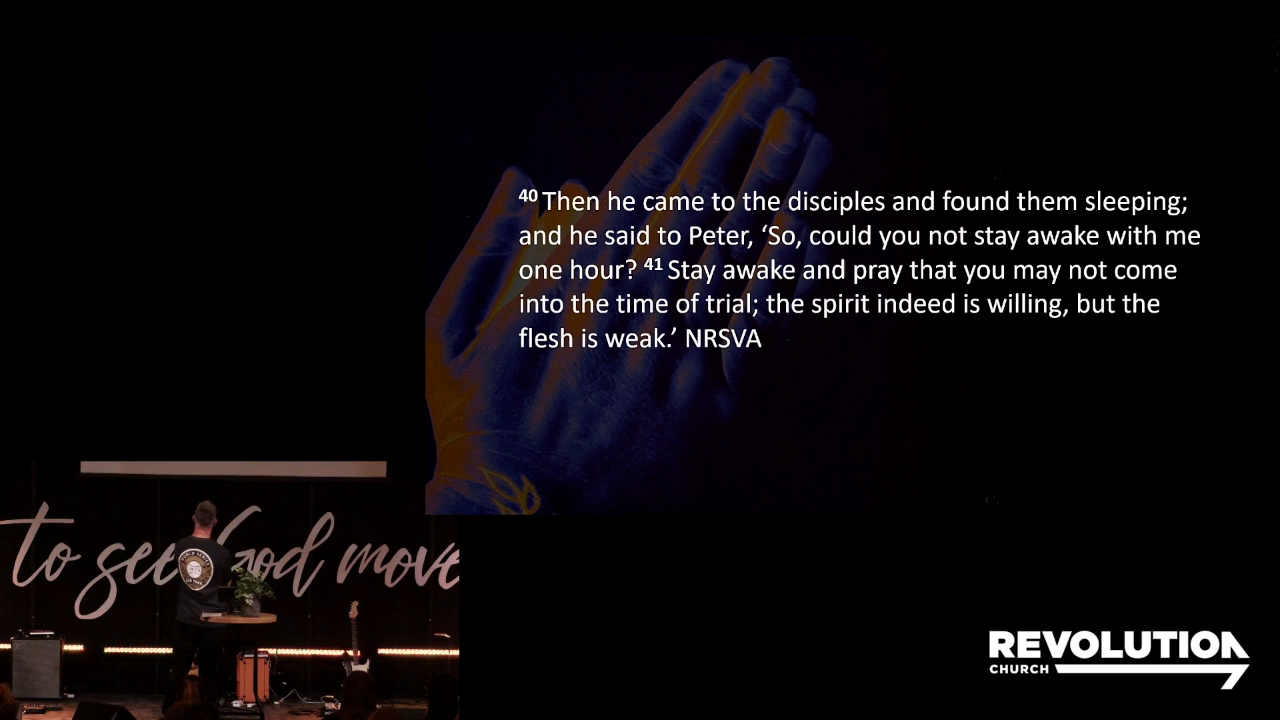 40 Then he came to the disciples and found them sleeping;
and he said to Peter, ‘So, could you not stay awake with me
one hour? 41 Stay awake and pray that you may not come
into the time of trial; the spirit indeed is willing, but the
flesh is weak.’ NRSVA
to see God move
REVOLUTION
CHURCH